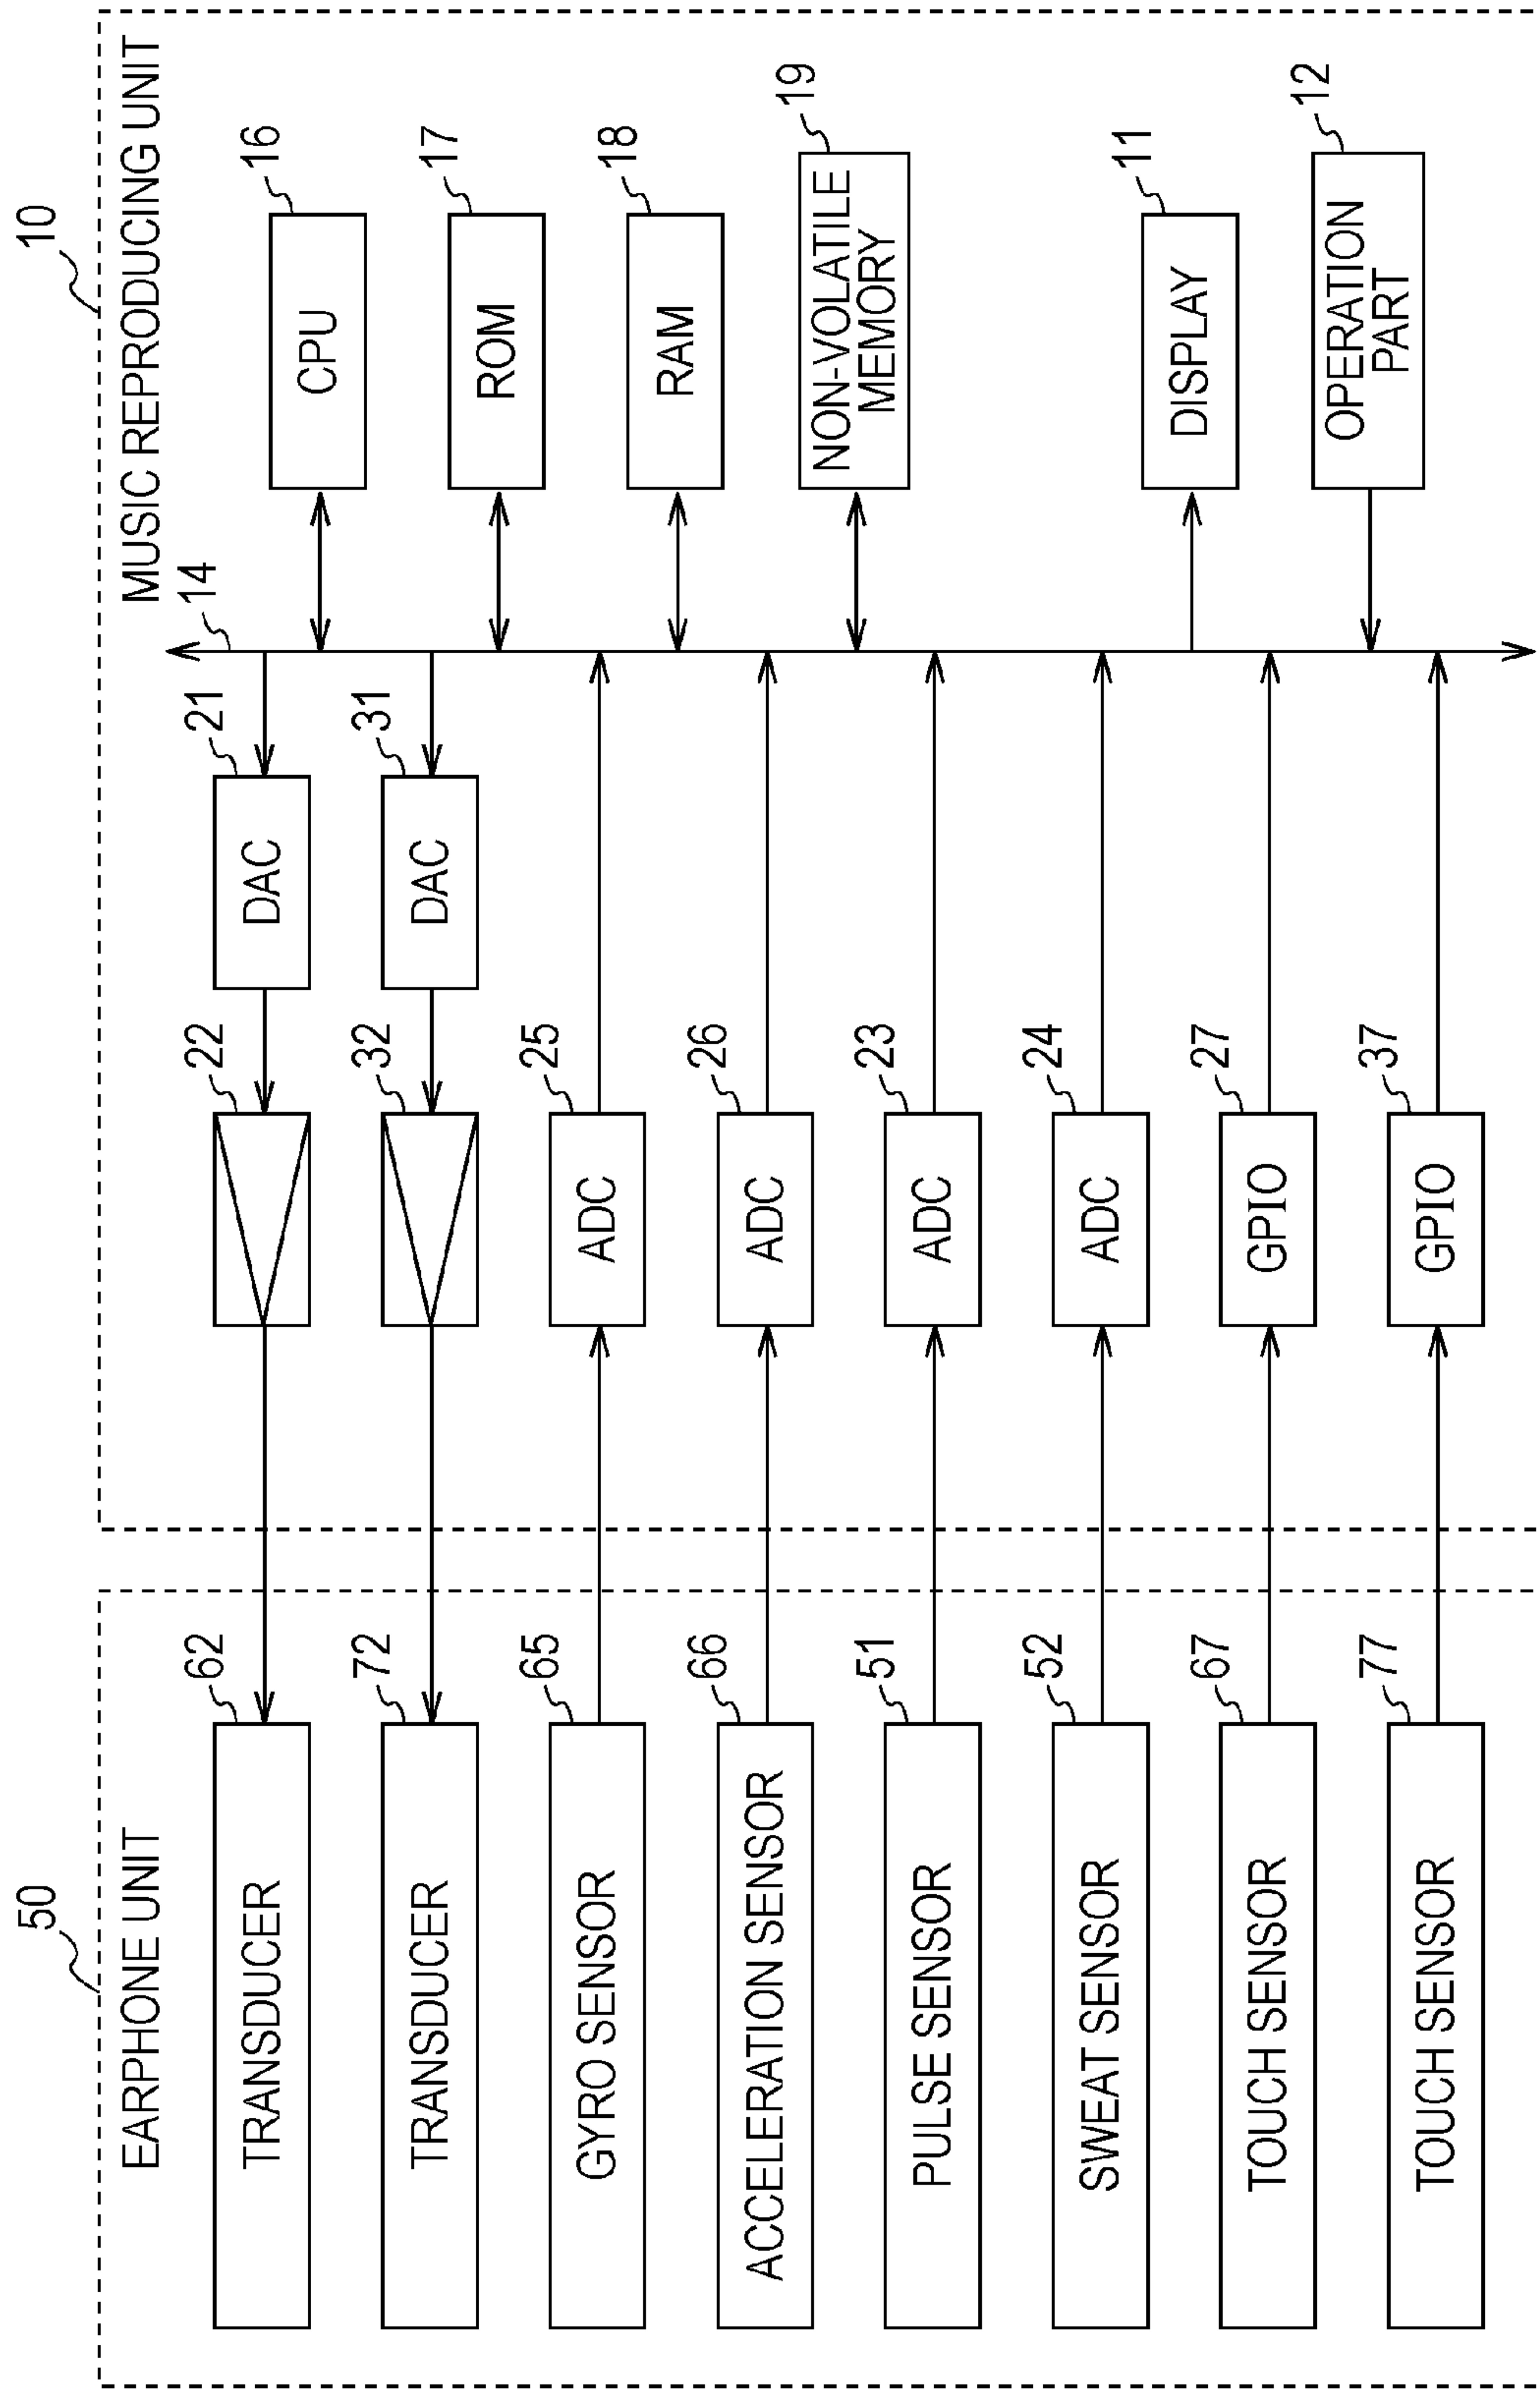 50
EARPHONE UNIT
10
MUSIC REPRODUCING UNIT
14
62
TRANSDUCER
22
21
DAC
16
CPU
72
TRANSDUCER
32
31
DAC
17
ROM
65
GYRO SENSOR
25
ADC
18
RAM
66
ACCELERATION SENSOR
26
ADC
19
NON-VOLATILE
MEMORY
51
PULSE SENSOR
23
ADC
52
SWEAT SENSOR
24
ADC
11
DISPLAY
67
TOUCH SENSOR
27
GPIO
12
OPERATION
PART
77
TOUCH SENSOR
37
GPIO